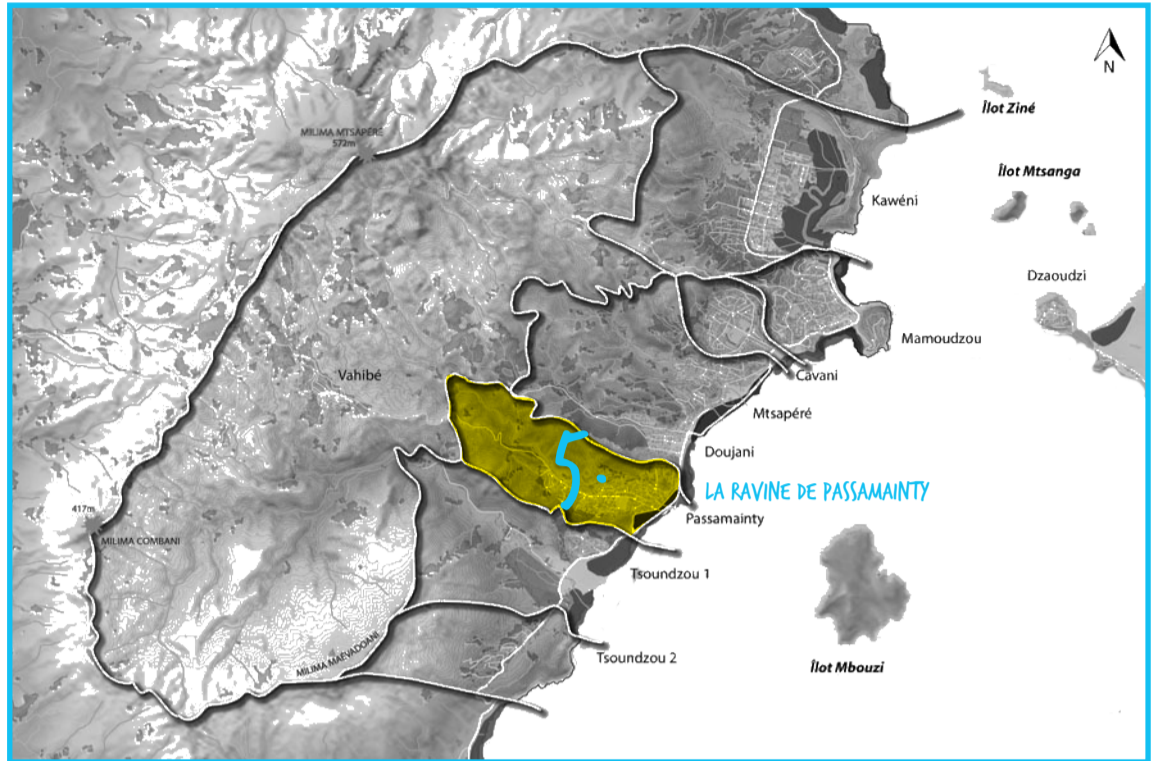 N
Îlot Ziné
MILIMA MTSAPÉRÉ
572m
Îlot Mtsanga
Kawéni
Dzaoudzi
Mamoudzou
Vahibé
Cavani
Mtsapéré
Doujani
5.
LA RAVINE DE PASSAMAINTY
Passamainty
417m
MILIMA COMBANI
Tsoundzou 1
MILIMA MAEVADOANI
Tsoundzou 2
Îlot Mbouzi